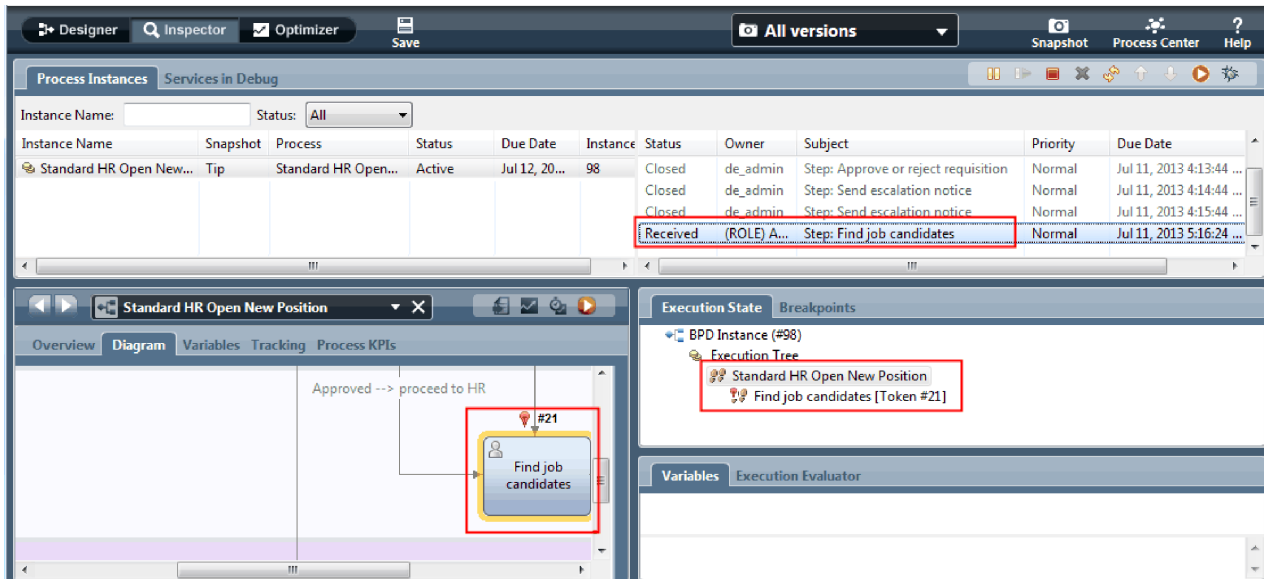 Designer Inspector Optimizer Save All versions Snapshot Process Center ? Help
Process Instances Services in Debug
Instance Name: Status: All
Instance Name Snapshot Process Status Due Date Instance Status Owner Subject Priority Due Date
Standard HR Open New... Tip Standard HR Open... Active Jul 12, 20... 98 Closed de_admin Step: Approve or reject requisition Normal Jul 11, 2013 4:13:44 ...
Closed de_admin Step: Send escalation notice Normal Jul 11, 2013 4:14:44 ...
Closed de_admin Step: Send escalation notice Normal Jul 11, 2013 4:15:44 ...
Received (ROLE) A... Step: Find job candidates Normal Jul 11, 2013 5:16:24 ...
Standard HR Open New Position
Overview Diagram Variables Tracking Process KPIs
Approved --> proceed to HR
#21
Find job
candidates
Execution State Breakpoints
BPD Instance (#98)
Execution Tree
Standard HR Open New Position
Find job candidates [Token #21]
Variables Execution Evaluator